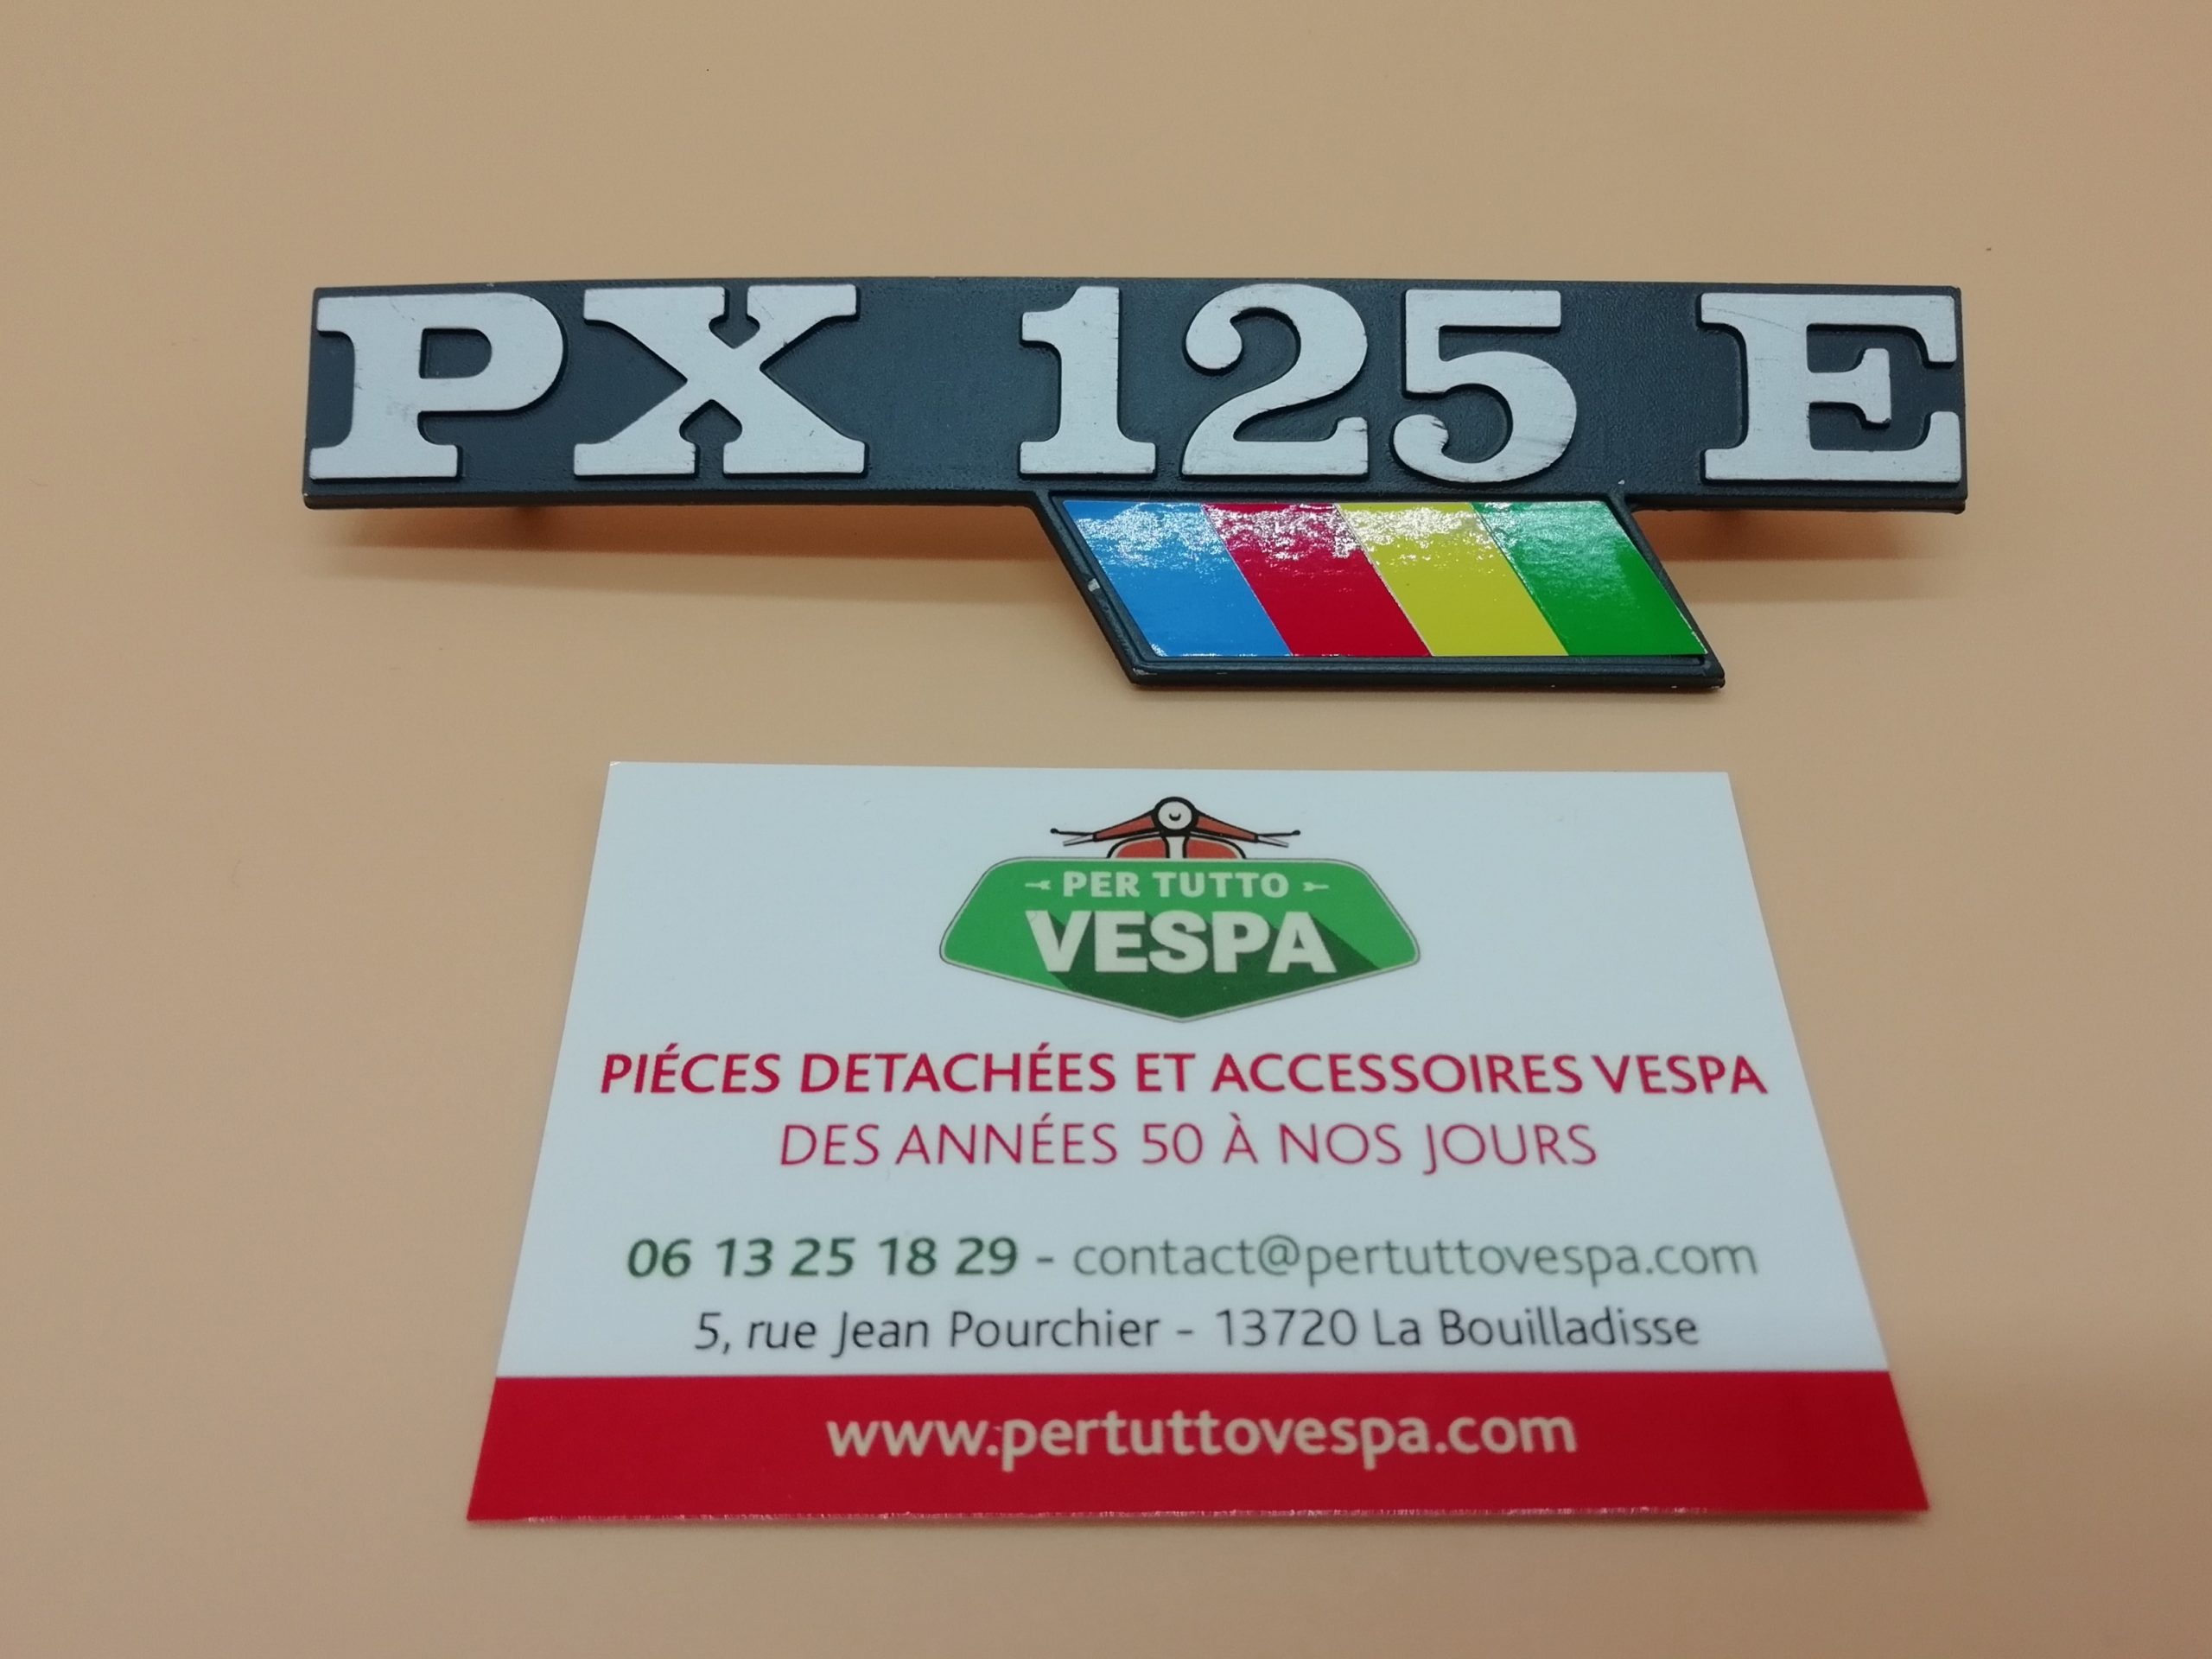 PX 125 E
PER TUTTO
VESPA
PIÉCES DETACHÉES ET ACCESSOIRES VESPA
DES ANNÉES 50 À NOS JOURS
06 13 25 18 29 - contact@pertuttovespa.com
5, rue Jean Pourchier - 13720 La Bouilladisse
www.pertuttovespa.com